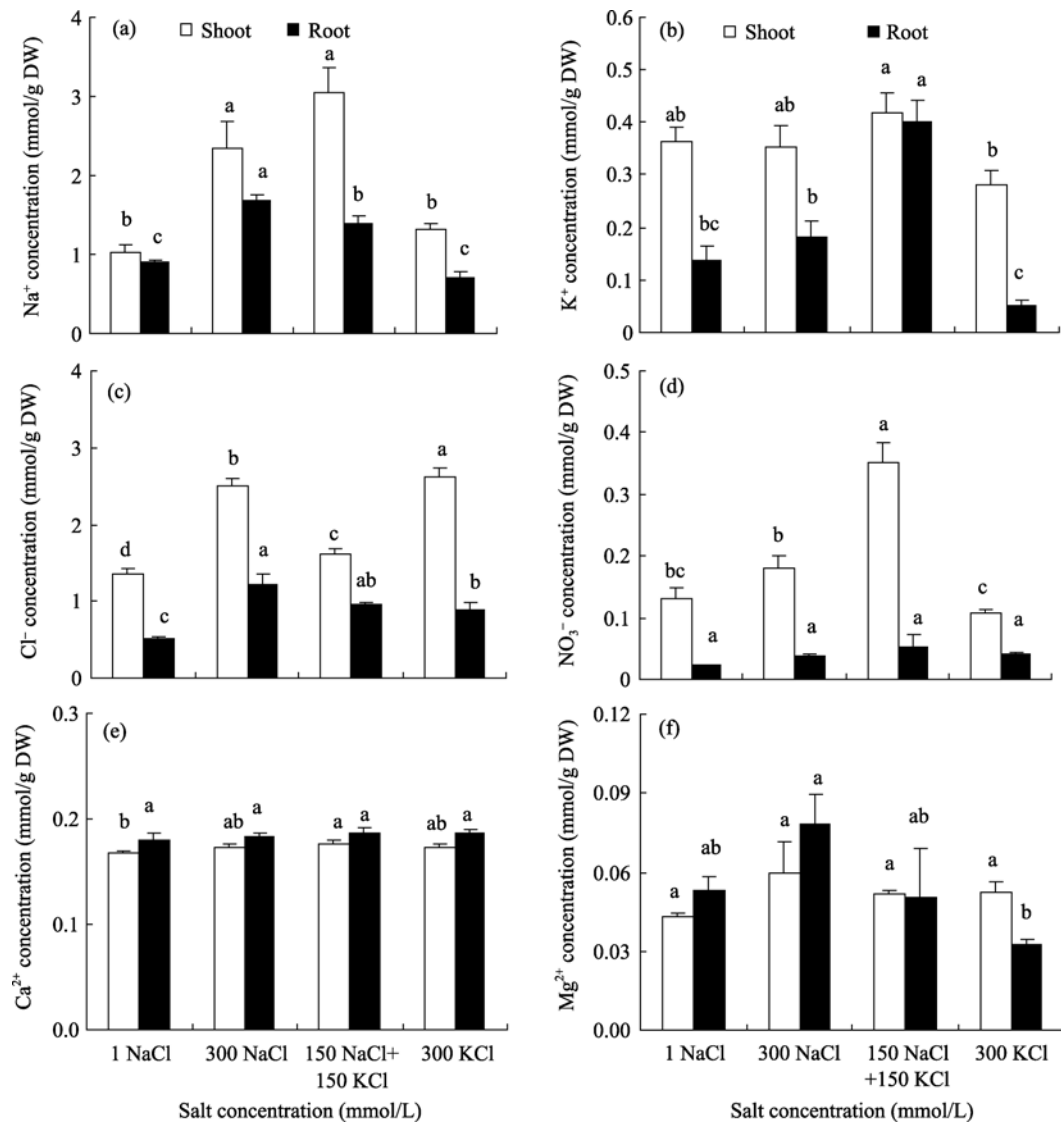 (a)
Shoot
Root
Na⁺ concentration (mmol/g DW)
4
3
2
1
0
b
c
a
a
a
b
b
c
(b)
Shoot
Root
K⁺ concentration (mmol/g DW)
0.6
0.5
0.4
0.3
0.2
0.1
0
ab
bc
ab
b
a
a
b
c
(c)
Cl⁻ concentration (mmol/g DW)
4
3
2
1
0
d
c
b
a
c
ab
a
b
(d)
NO₃⁻ concentration (mmol/g DW)
0.5
0.4
0.3
0.2
0.1
0
bc
a
b
a
a
a
c
a
(e)
Ca²⁺ concentration (mmol/g DW)
0.3
0.2
0.1
0.0
b
a
ab
a
a
a
ab
a
1 NaCl
300 NaCl
150 NaCl+
150 KCl
300 KCl
Salt concentration (mmol/L)
(f)
Mg²⁺ concentration (mmol/g DW)
0.12
0.09
0.06
0.03
0.00
a
ab
a
a
a
ab
a
b
1 NaCl
300 NaCl
150 NaCl
+150 KCl
300 KCl
Salt concentration (mmol/L)